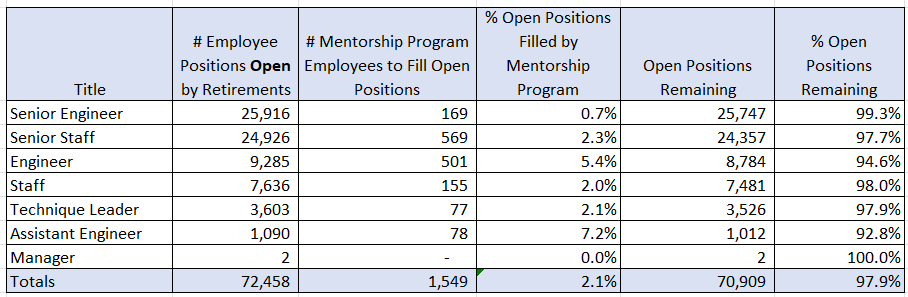 Title # Employee Positions Open by Retirements # Mentorship Program Employees to Fill Open Positions % Open Positions Filled by Mentorship Program Open Positions Remaining % Open Positions Remaining
Senior Engineer 25,916 169 0.7% 25,747 99.3%
Senior Staff 24,926 569 2.3% 24,357 97.7%
Engineer 9,285 501 5.4% 8,784 94.6%
Staff 7,636 155 2.0% 7,481 98.0%
Technique Leader 3,603 77 2.1% 3,526 97.9%
Assistant Engineer 1,090 78 7.2% 1,012 92.8%
Manager 2 - 0.0% 2 100.0%
Totals 72,458 1,549 2.1% 70,909 97.9%